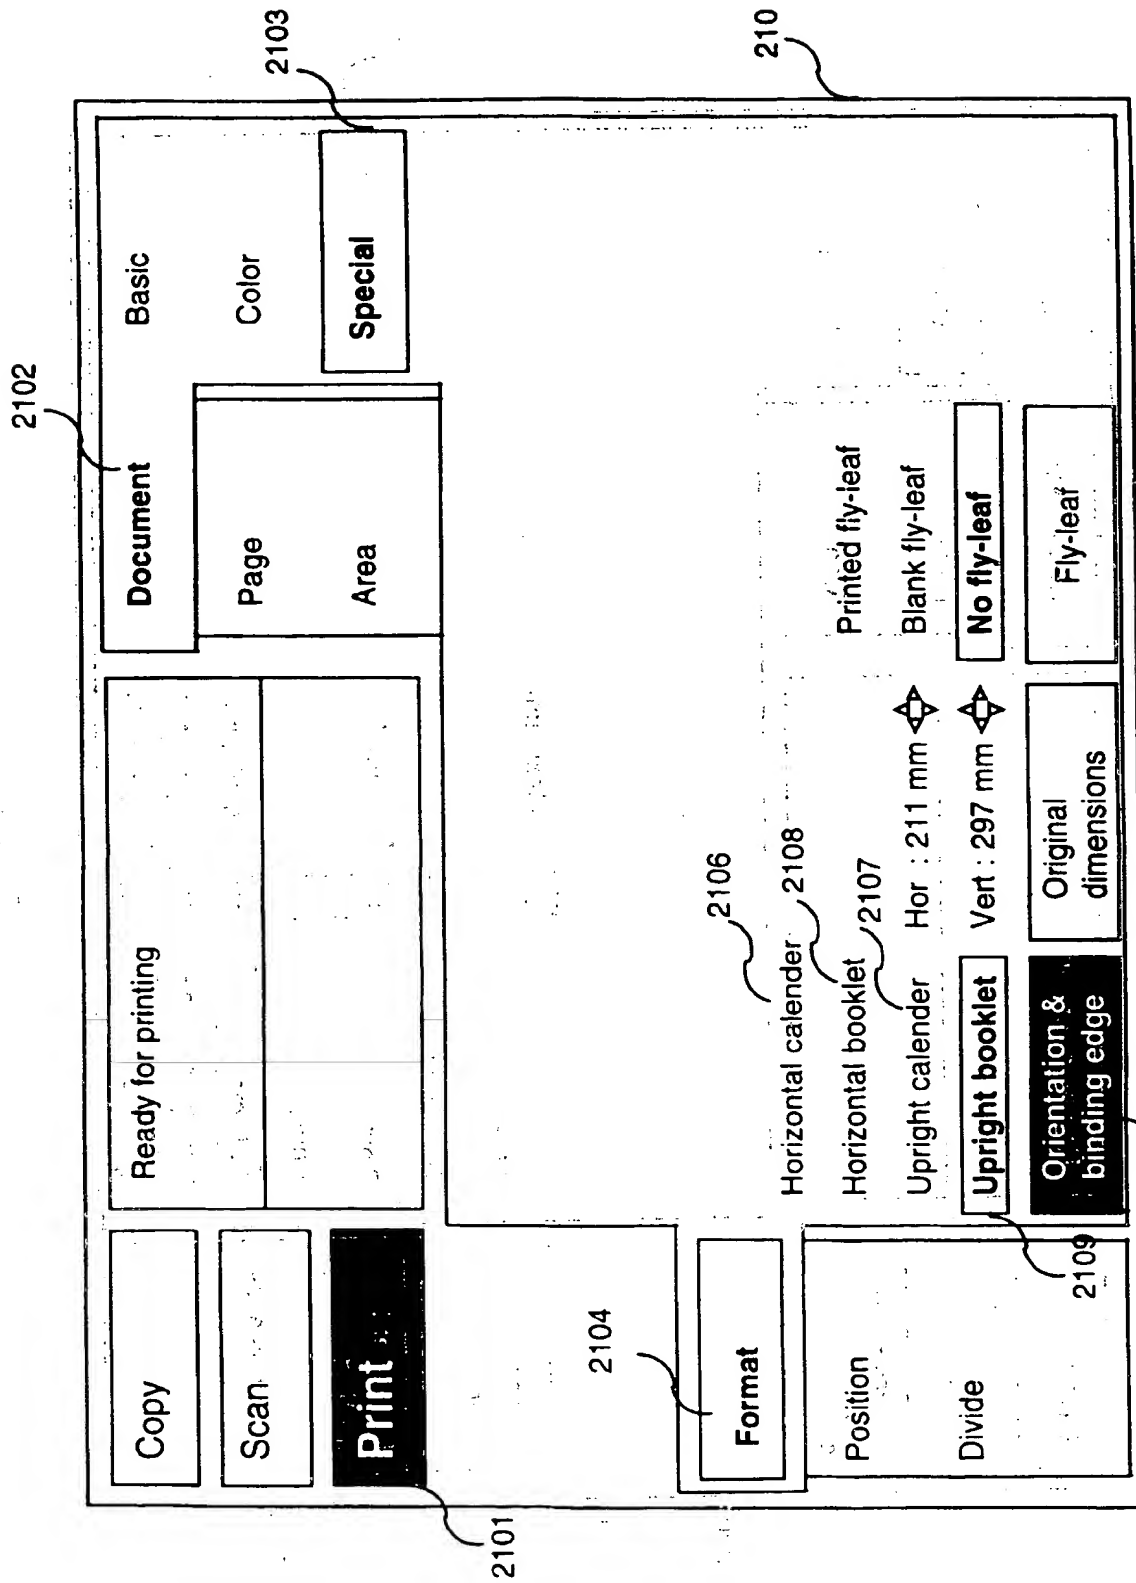 2102
2103
210
Copy
Scan
Print
2101
Ready for printing
Document
Page
Area
Basic
Color
Special
2104
Format
Position
Divide
2106
2108
2107
Horizontal calender
Horizontal booklet
Upright calender
Upright booklet
2109
Orientation &
binding edge
Hor : 211 mm
Vert : 297 mm
Original
dimensions
Printed fly-leaf
Blank fly-leaf
No fly-leaf
Fly-leaf